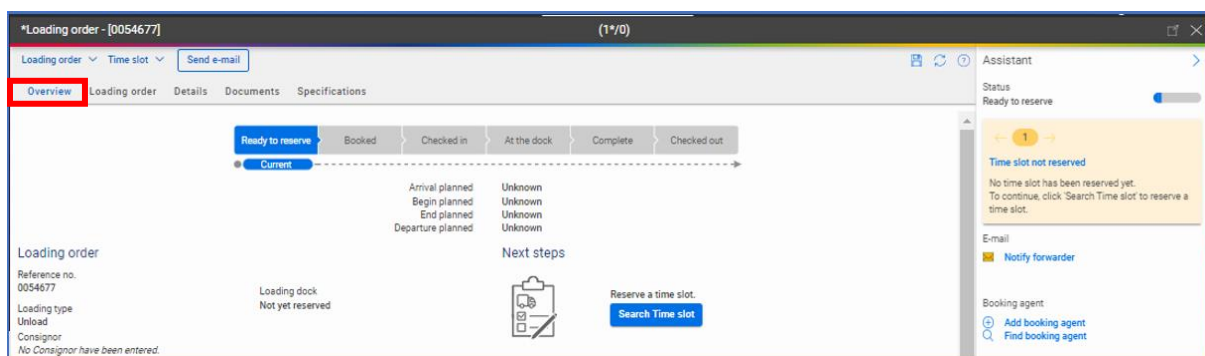 *Loading order - [0054677]
(1*/0)
Loading order Time slot Send e-mail
Overview Loading order Details Documents Specifications
Ready to reserve Booked Checked in At the dock Complete Checked out
Current
Arrival planned Unknown
Begin planned Unknown
End planned Unknown
Departure planned Unknown
Loading order
Reference no.
0054677
Loading type
Unload
Consignor
No Consignor have been entered.
Loading dock
Not yet reserved
Next steps
Reserve a time slot.
Search Time slot
Assistant
Status
Ready to reserve
1
Time slot not reserved
No time slot has been reserved yet.
To continue, click 'Search Time slot' to reserve a
time slot.
E-mail
Notify forwarder
Booking agent
Add booking agent
Find booking agent